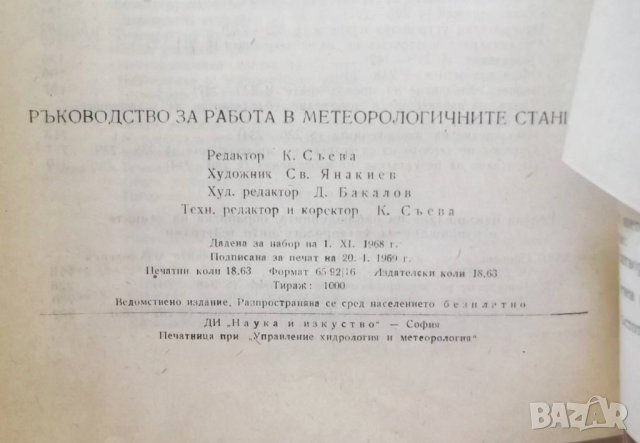 РЪКОВОДСТВО ЗА РАБОТА В МЕТЕОРОЛОГИЧНИТЕ СТАНЦ
Редактор К. Съева
Художник Св. Янакиев
Худ. редактор Д. Бакалов
Техн. редактор и коректор К. Съева
Дадена за набор на 1. XI. 1968 г.
Подписана за печат на 20. I. 1969 г.
Печатни коли 18,63 Формат 65/92/16 Издателски коли 18,63
Тираж: 1000
Ведомствено издание. Разпространява се сред населението безплатно
ДИ „Наука и изкуство“ — София
Печатница при „Управление хидрология и метеорология“
BAZAR
.bg